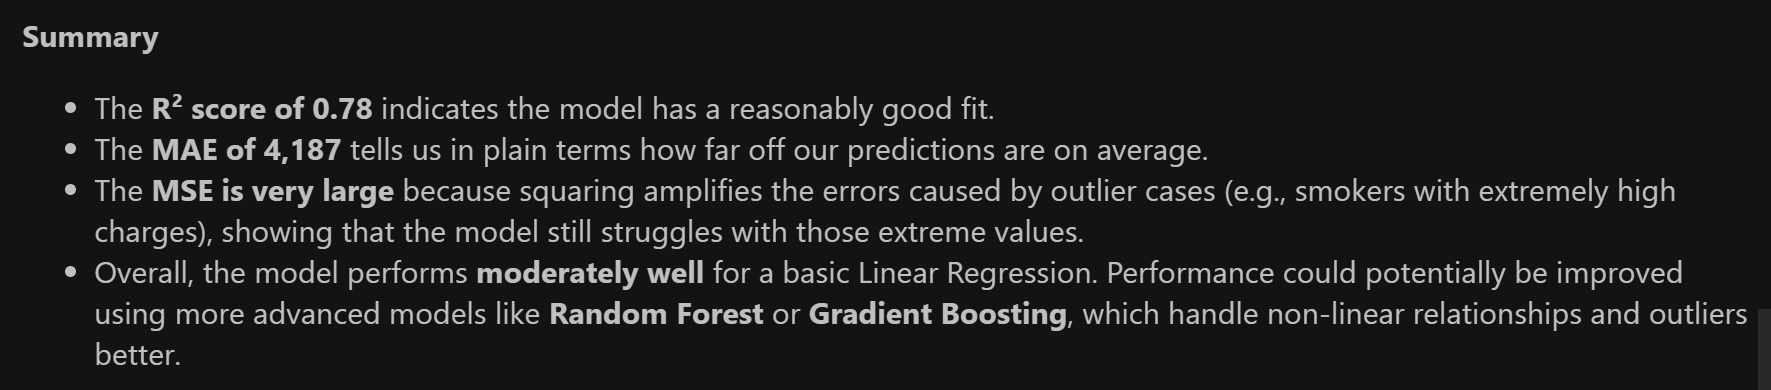 Summary
• The R² score of 0.78 indicates the model has a reasonably good fit.
• The MAE of 4,187 tells us in plain terms how far off our predictions are on average.
• The MSE is very large because squaring amplifies the errors caused by outlier cases (e.g., smokers with extremely high
charges), showing that the model still struggles with those extreme values.
• Overall, the model performs moderately well for a basic Linear Regression. Performance could potentially be improved
using more advanced models like Random Forest or Gradient Boosting, which handle non-linear relationships and outliers
better.